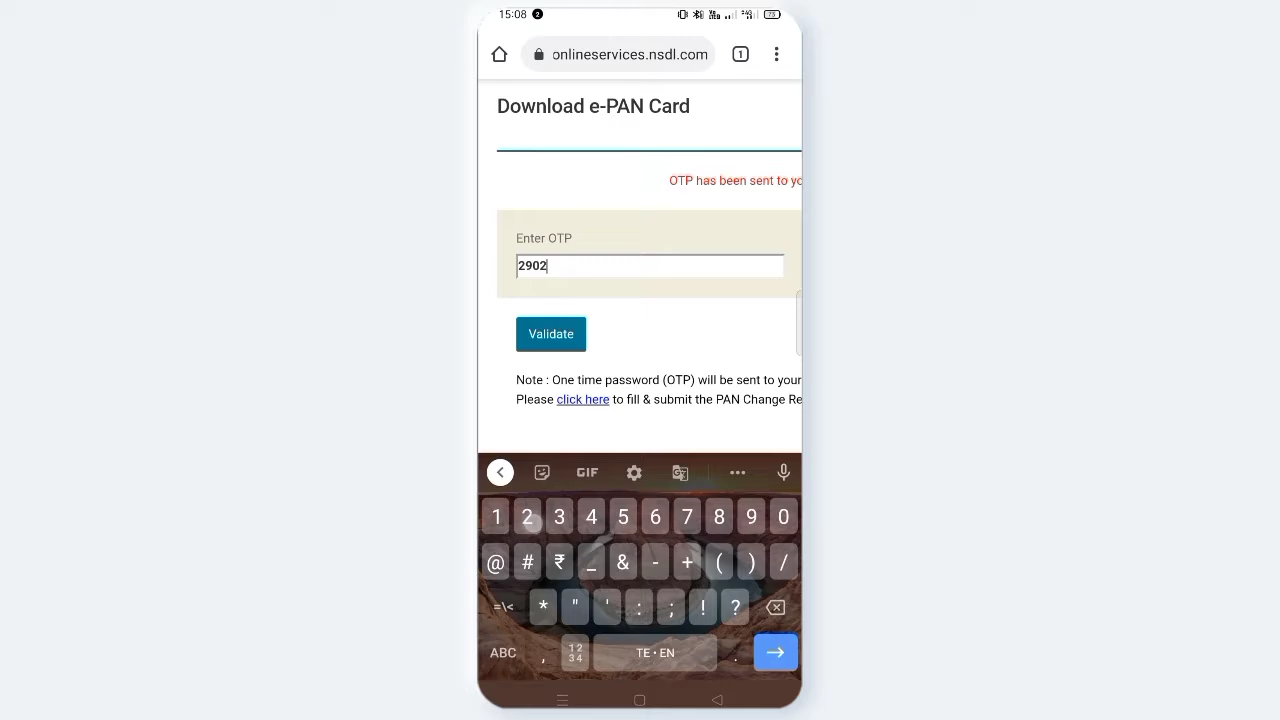 15:08 2
onlineservices.nsdl.com 1
Download e-PAN Card
OTP has been sent to yo
Enter OTP
2902
Validate
Note : One time password (OTP) will be sent to your
Please click here to fill & submit the PAN Change Re
GIF
1 2 3 4 5 6 7 8 9 0
@ # ₹ _ & - + ( ) /
=\< * " ' : ; ! ?
ABC , 1234 TE • EN .